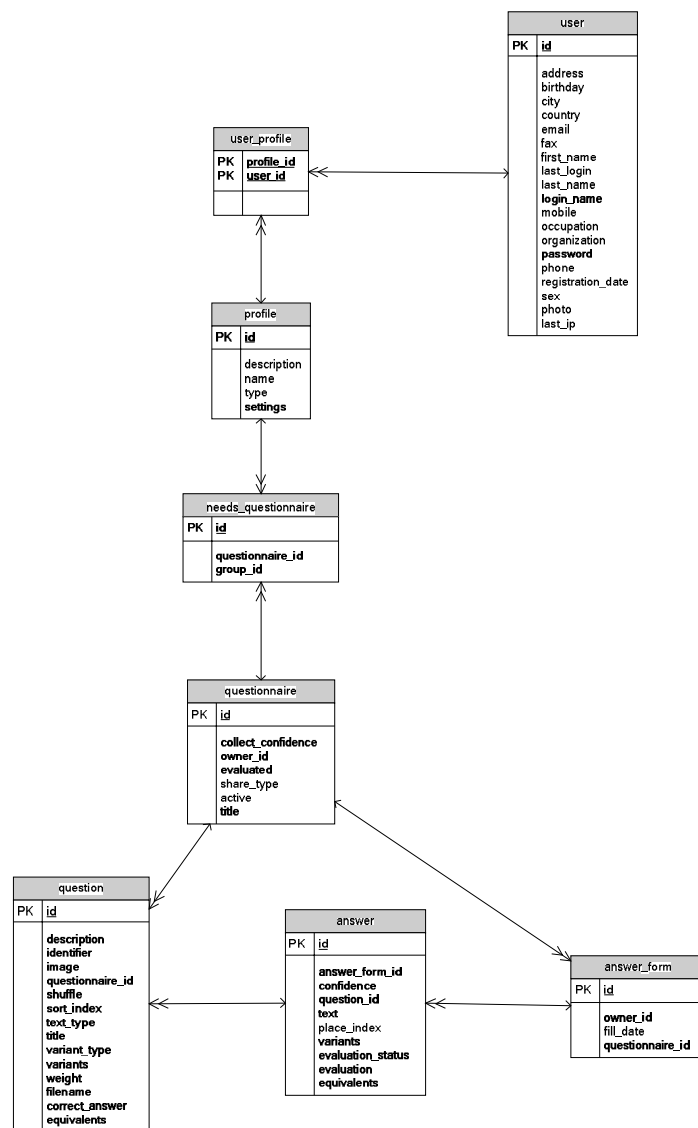 user
PK id
address
birthday
city
country
email
fax
first_name
last_login
last_name
login_name
mobile
occupation
organization
password
phone
registration_date
sex
photo
last_ip
user_profile
PK profile_id
PK user_id
profile
PK id
description
name
type
settings
needs_questionnaire
PK id
questionnaire_id
group_id
questionnaire
PK id
collect_confidence
owner_id
evaluated
share_type
active
title
question
PK id
description
identifier
image
questionnaire_id
shuffle
sort_index
text_type
title
variant_type
variants
weight
filename
correct_answer
equivalents
answer
PK id
answer_form_id
confidence
question_id
text
place_index
variants
evaluation_status
evaluation
equivalents
answer_form
PK id
owner_id
fill_date
questionnaire_id